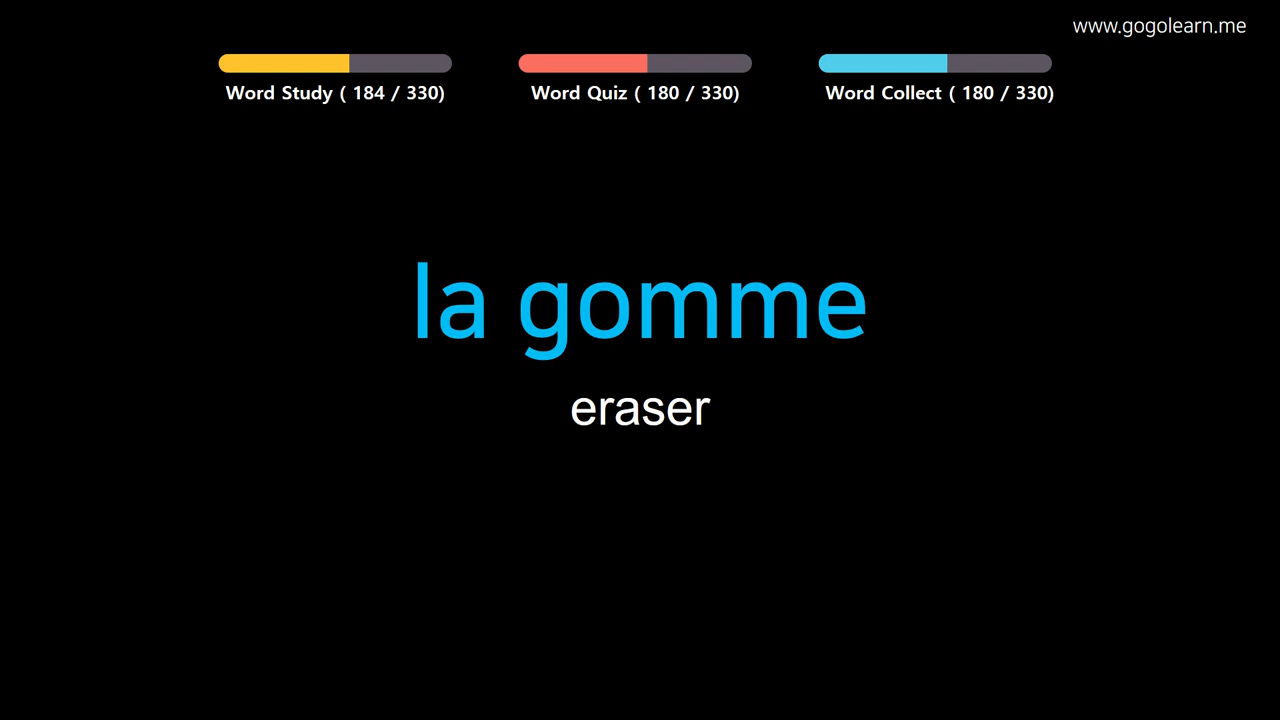 www.gogolearn.me
Word Study ( 184 / 330)
Word Quiz ( 180 / 330)
Word Collect ( 180 / 330)
la gomme
eraser